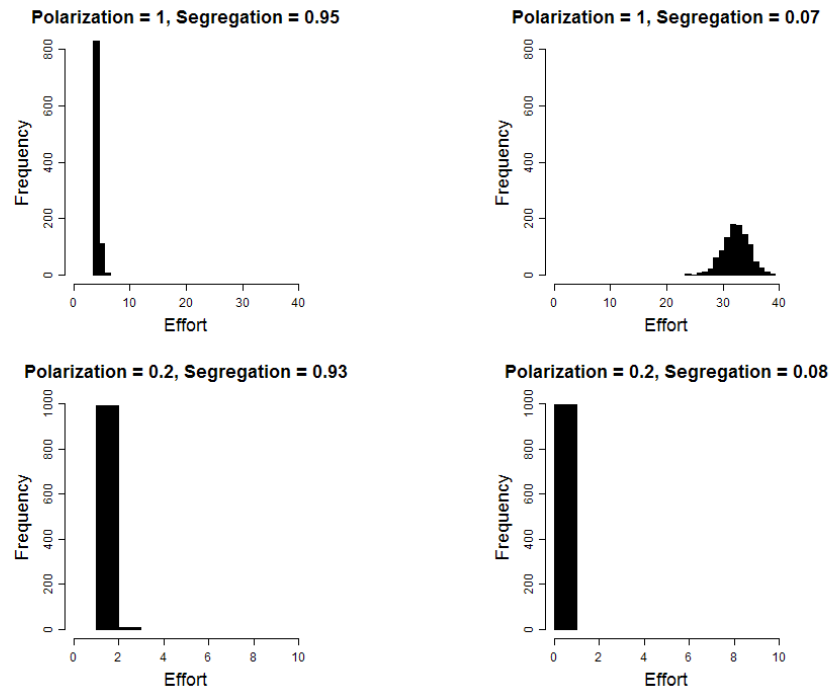 Polarization = 1, Segregation = 0.95
Frequency
0 200 400 600 800
0 10 20 30 40
Effort
Polarization = 1, Segregation = 0.07
Frequency
0 200 400 600 800
0 10 20 30 40
Effort
Polarization = 0.2, Segregation = 0.93
Frequency
0 200 400 600 800 1000
0 2 4 6 8 10
Effort
Polarization = 0.2, Segregation = 0.08
Frequency
0 200 400 600 800 1000
0 2 4 6 8 10
Effort